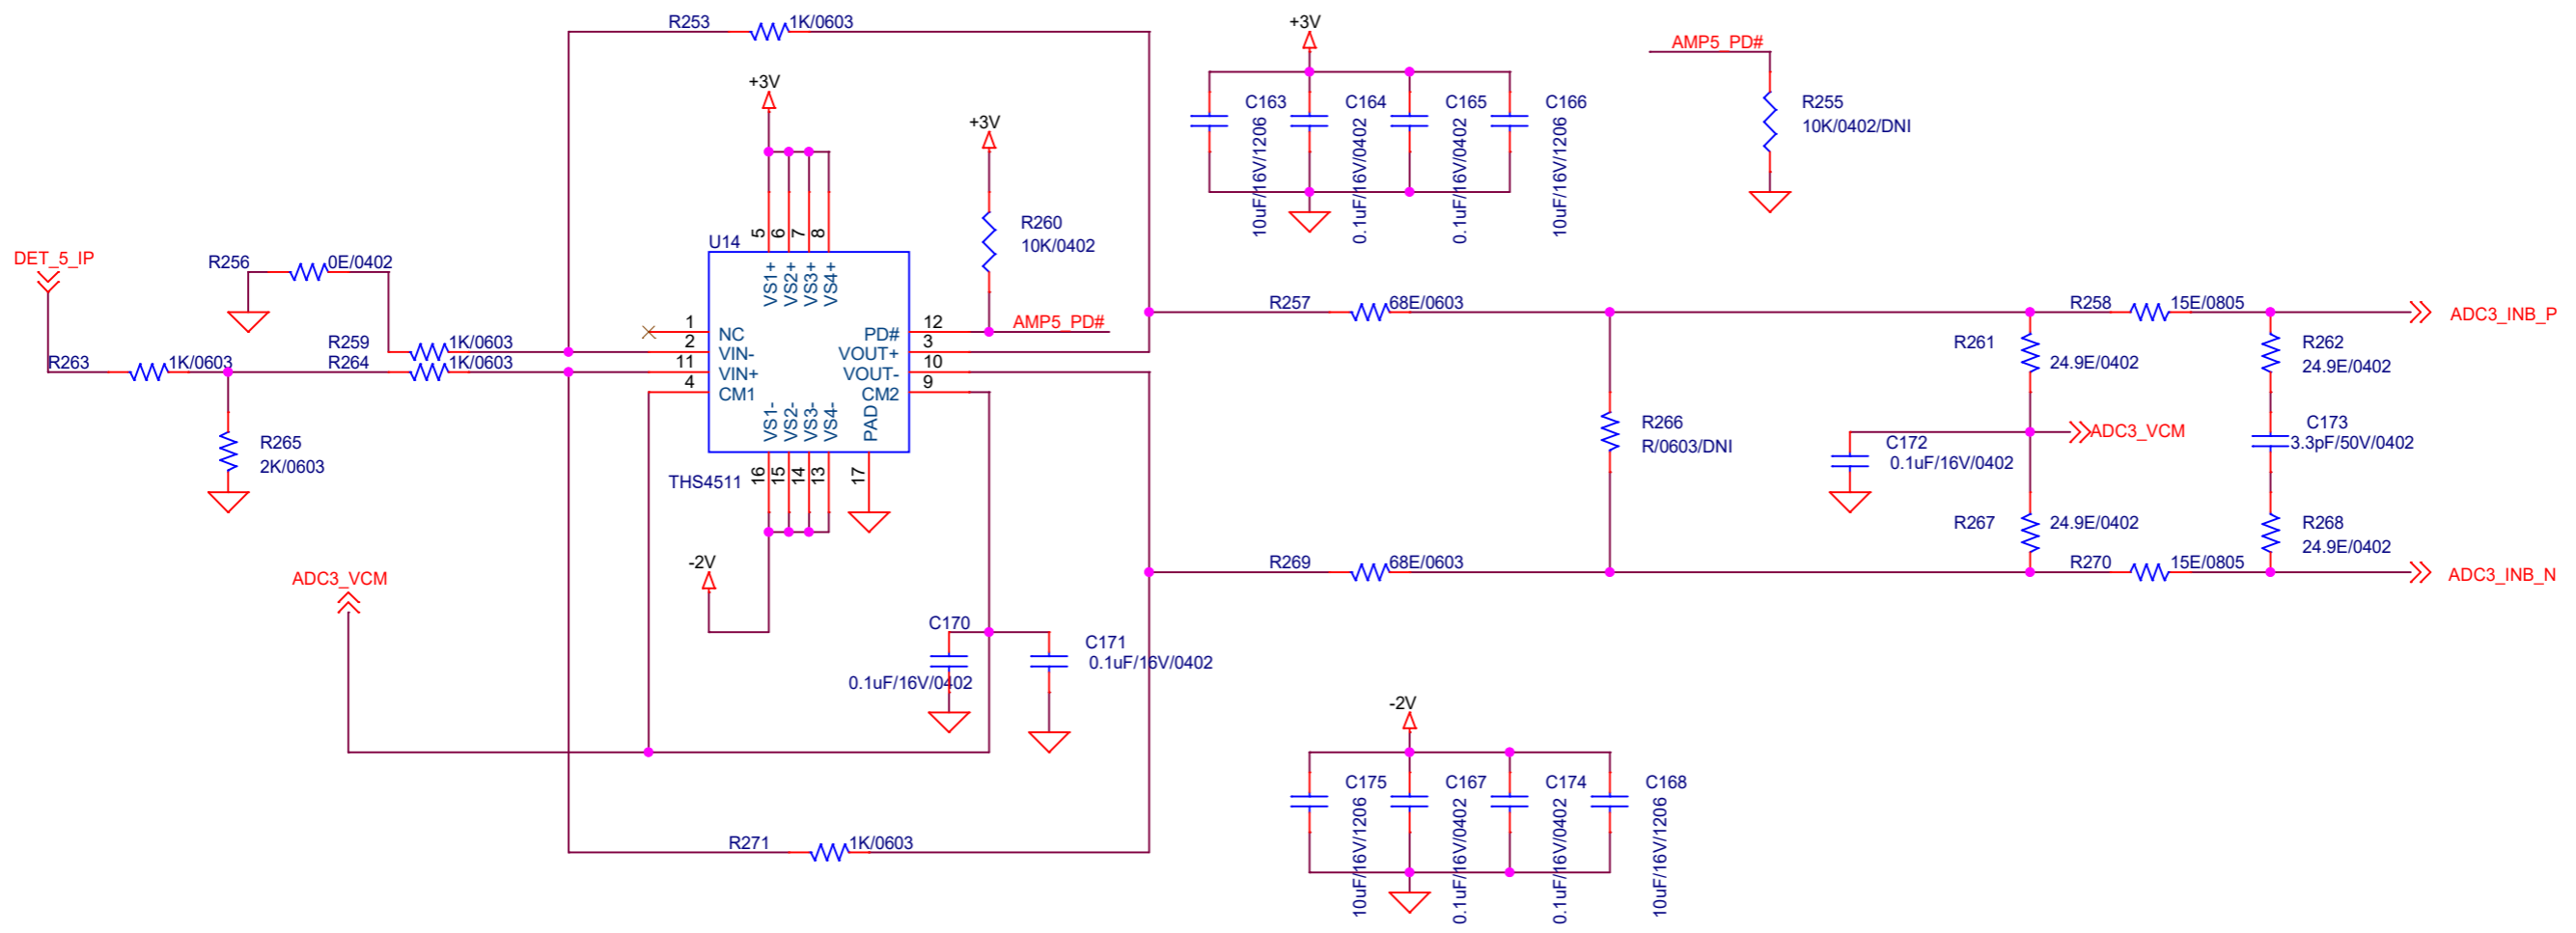 R253 1K/0603
+3V
AMP5_PD#
+3V
+3V
C163
10uF/16V/1206
C164
0.1uF/16V/0402
C165
0.1uF/16V/0402
C166
10uF/16V/1206
R255
10K/0402/DNI
R260
10K/0402
DET_5_IP
R256 0E/0402
U14
5
6
7
8
VS1+
VS2+
VS3+
VS4+
1
NC
2
VIN-
11
VIN+
4
CM1
12
PD#
AMP5_PD#
3
VOUT+
10
VOUT-
9
CM2
VS1-
VS2-
VS3-
VS4-
PAD
16
15
14
13
17
THS4511
R259 1K/0603
R263 1K/0603
R264 1K/0603
R265
2K/0603
R257 68E/0603
R258 15E/0805
ADC3_INB_P
R261
24.9E/0402
R262
24.9E/0402
R266
R/0603/DNI
C172
0.1uF/16V/0402
ADC3_VCM
C173
3.3pF/50V/0402
R267 24.9E/0402
R268
24.9E/0402
R269 68E/0603
R270 15E/0805
ADC3_INB_N
-2V
ADC3_VCM
C170
0.1uF/16V/0402
C171
0.1uF/16V/0402
-2V
C175
10uF/16V/1206
C167
0.1uF/16V/0402
C174
0.1uF/16V/0402
C168
10uF/16V/1206
R271 1K/0603